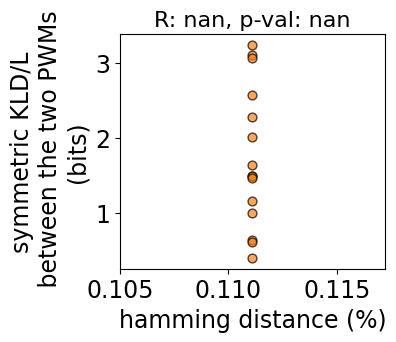 R: nan, p-val: nan
symmetric KLD/L
between the two PWMs
(bits)
3
2
1
0.105 0.110 0.115
hamming distance (%)